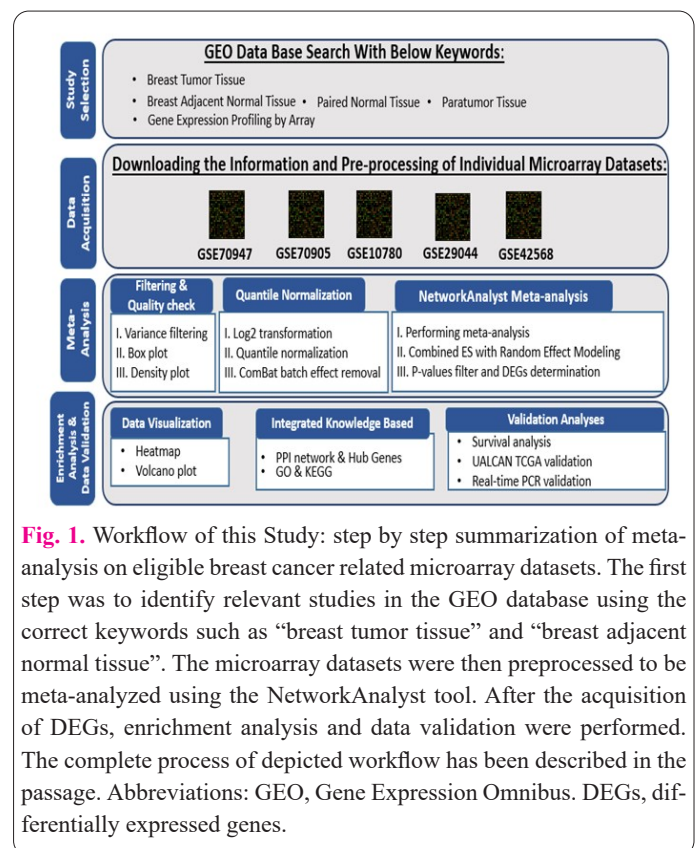 Study Selection
GEO Data Base Search With Below Keywords:
• Breast Tumor Tissue
• Breast Adjacent Normal Tissue • Paired Normal Tissue • Paratumor Tissue
• Gene Expression Profiling by Array
Data Acquisition
Downloading the Information and Pre-processing of Individual Microarray Datasets:
GSE70947 GSE70905 GSE10780 GSE29044 GSE42568
Meta-Analysis
Filtering & Quality check
I. Variance filtering
II. Box plot
III. Density plot
Quantile Normalization
I. Log2 transformation
II. Quantile normalization
III. ComBat batch effect removal
NetworkAnalyst Meta-analysis
I. Performing meta-analysis
II. Combined ES with Random Effect Modeling
III. P-values filter and DEGs determination
Enrichment Analysis & Data Validation
Data Visualization
• Heatmap
• Volcano plot
Integrated Knowledge Based
• PPI network & Hub Genes
• GO & KEGG
Validation Analyses
• Survival analysis
• UALCAN TCGA validation
• Real-time PCR validation
Fig. 1. Workflow of this Study: step by step summarization of meta-
analysis on eligible breast cancer related microarray datasets. The first
step was to identify relevant studies in the GEO database using the
correct keywords such as “breast tumor tissue” and “breast adjacent
normal tissue”. The microarray datasets were then preprocessed to be
meta-analyzed using the NetworkAnalyst tool. After the acquisition
of DEGs, enrichment analysis and data validation were performed.
The complete process of depicted workflow has been described in the
passage. Abbreviations: GEO, Gene Expression Omnibus. DEGs, dif-
ferentially expressed genes.